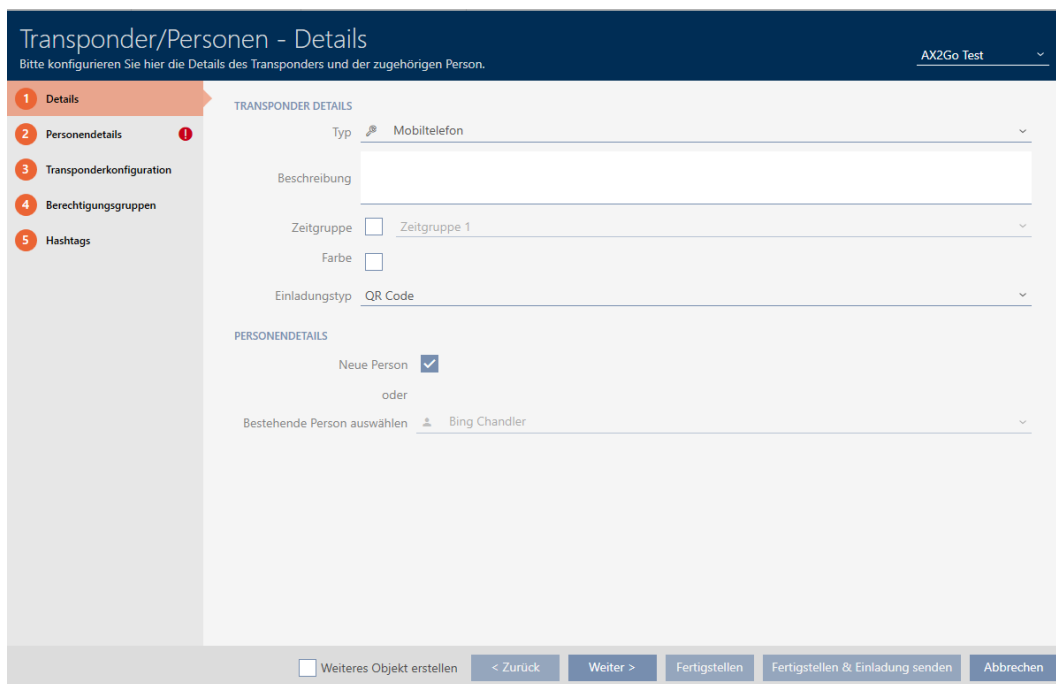 Transponder/Personen - Details
Bitte konfigurieren Sie hier die Details des Transponders und der zugehörigen Person.
AX2Go Test
1 Details
2 Personendetails !
3 Transponderkonfiguration
4 Berechtigungsgruppen
5 Hashtags
TRANSPONDER DETAILS
Typ Mobiltelefon
Beschreibung
Zeitgruppe Zeitgruppe 1
Farbe
Einladungstyp QR Code
PERSONENDETAILS
Neue Person
oder
Bestehende Person auswählen Bing Chandler
Weiteres Objekt erstellen < Zurück Weiter > Fertigstellen Fertigstellen & Einladung senden Abbrechen